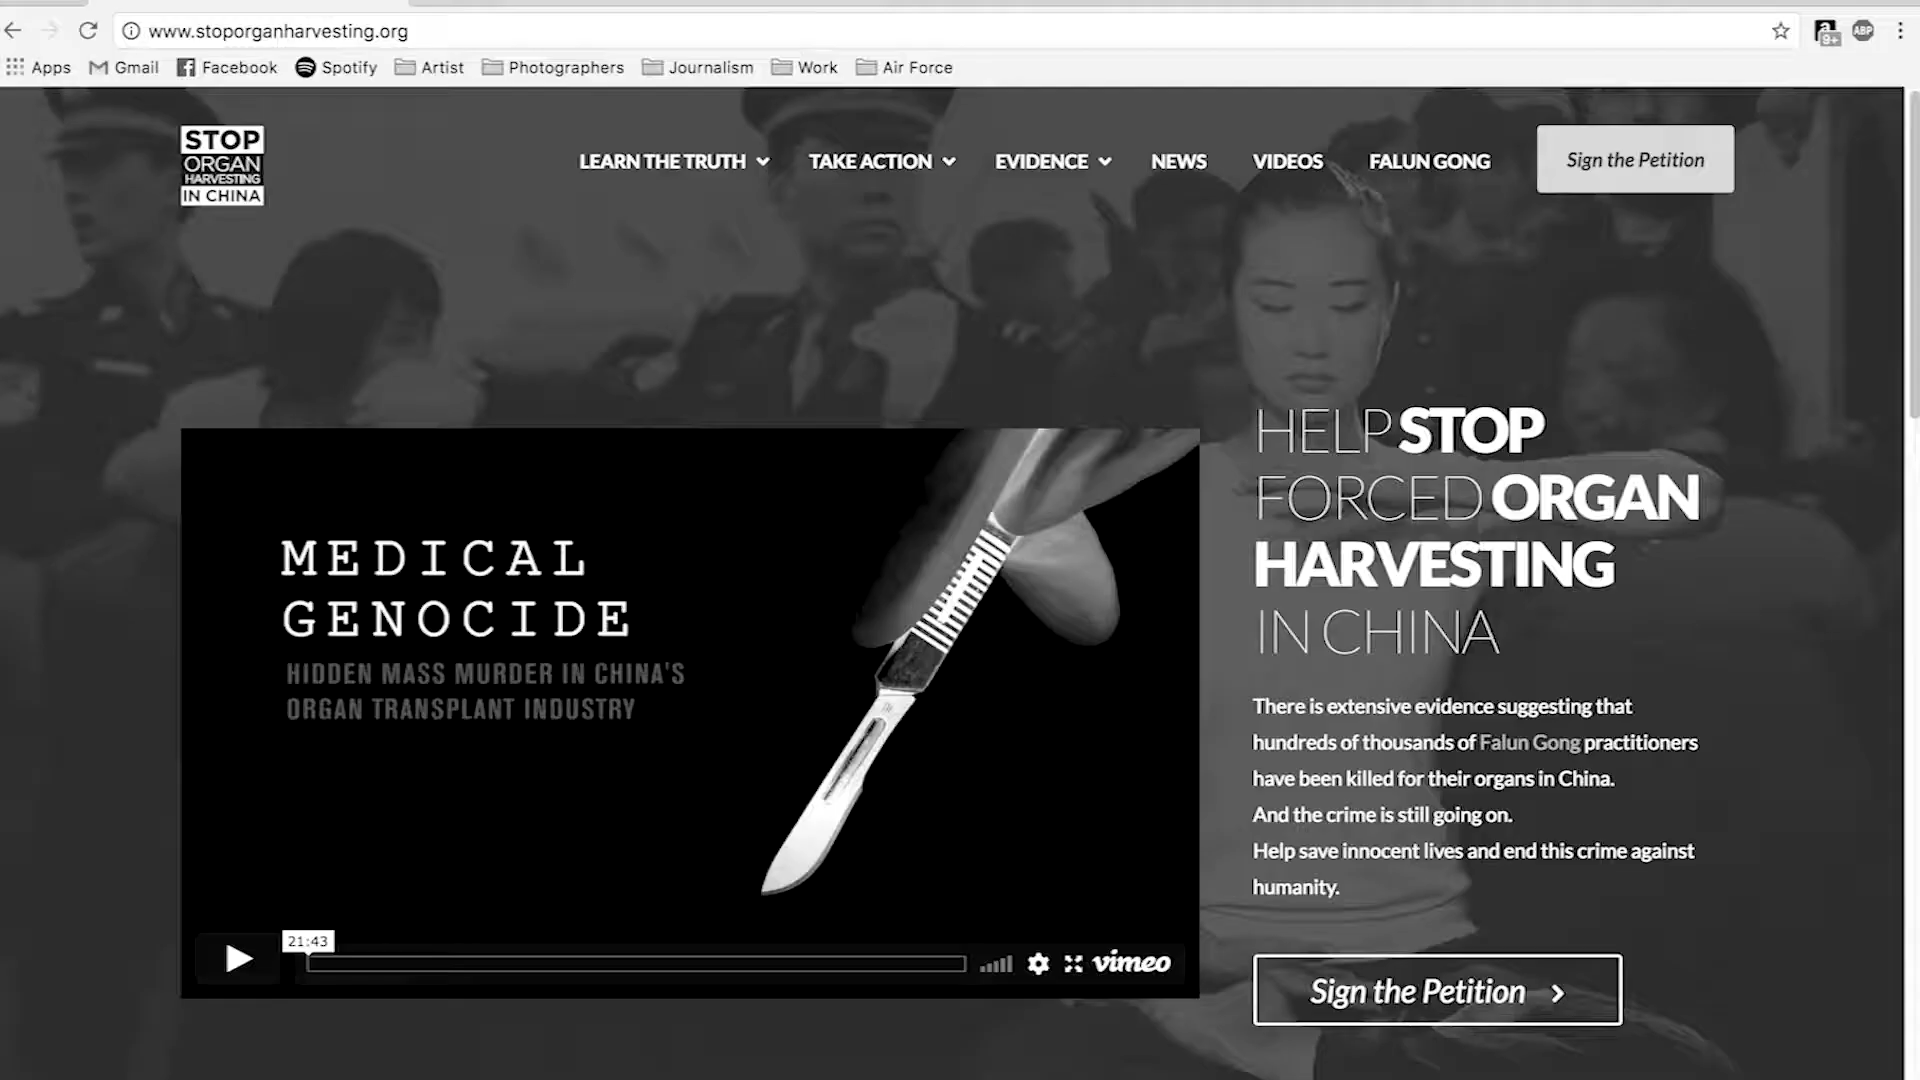 www.stoporganharvesting.org
9+
ABP
Apps
Gmail
Facebook
Spotify
Artist
Photographers
Journalism
Work
Air Force
STOP
ORGAN
HARVESTING
IN CHINA
LEARN THE TRUTH
TAKE ACTION
EVIDENCE
NEWS
VIDEOS
FALUN GONG
Sign the Petition
MEDICAL
GENOCIDE
HIDDEN MASS MURDER IN CHINA'S
ORGAN TRANSPLANT INDUSTRY
21:43
vimeo
HELP STOP
FORCED ORGAN
HARVESTING
IN CHINA
There is extensive evidence suggesting that
hundreds of thousands of Falun Gong practitioners
have been killed for their organs in China.
And the crime is still going on.
Help save innocent lives and end this crime against
humanity.
Sign the Petition